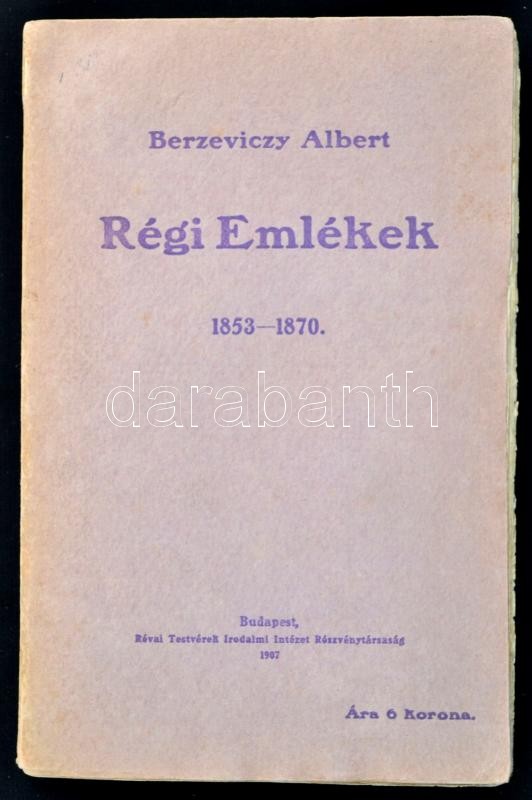 Berzeviczy Albert
Régi Emlékek
1853—1870.
darabanth
Budapest,
Révai Testvérek Irodalmi Intézet Részvénytársaság
1907
Ára 6 korona.